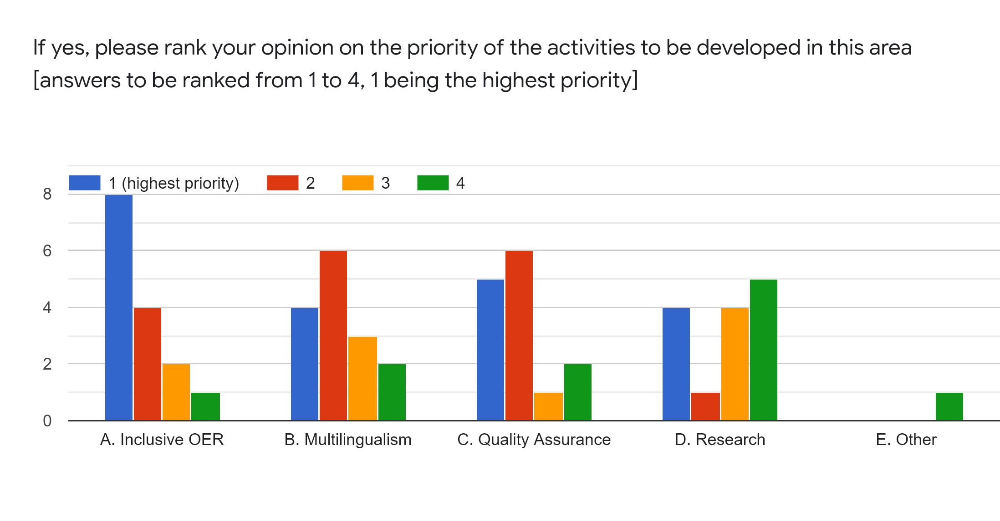 If yes, please rank your opinion on the priority of the activities to be developed in this area
[answers to be ranked from 1 to 4, 1 being the highest priority]
1 (highest priority) 2 3 4
8
6
4
2
0
A. Inclusive OER B. Multilingualism C. Quality Assurance D. Research E. Other